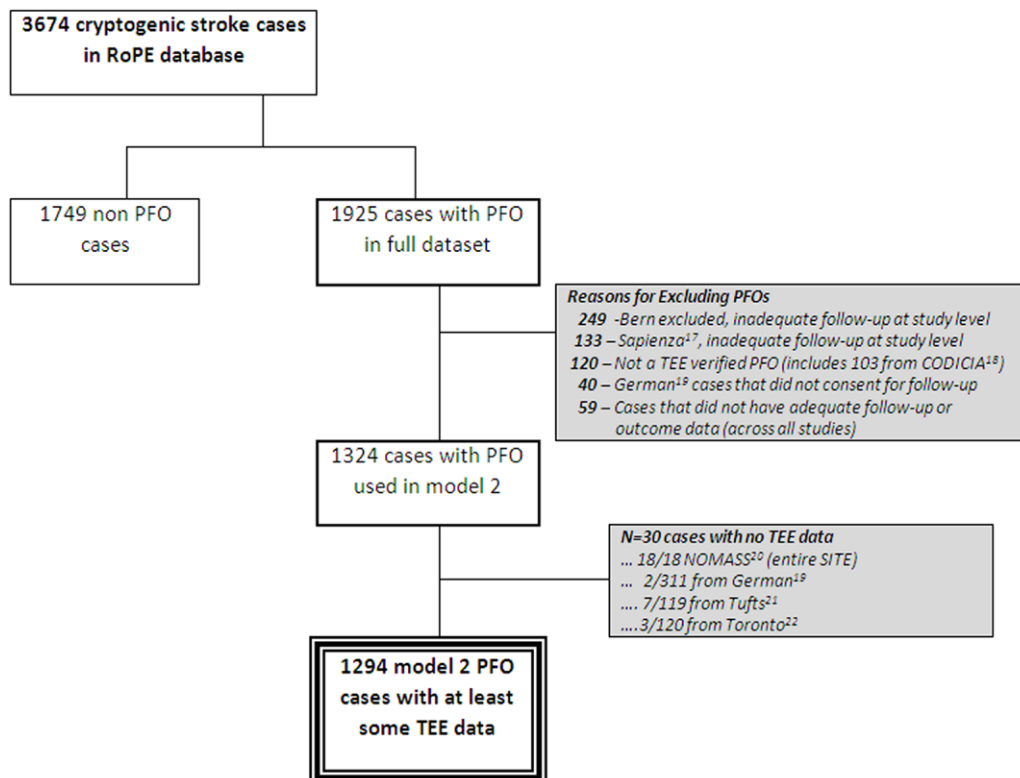 3674 cryptogenic stroke cases
in RoPE database
1749 non PFO
cases
1925 cases with PFO
in full dataset
Reasons for Excluding PFOs
249 -Bern excluded, inadequate follow-up at study level
133 – Sapienza¹⁷, inadequate follow-up at study level
120 – Not a TEE verified PFO (includes 103 from CODICIA¹⁸)
40 – German¹⁹ cases that did not consent for follow-up
59 – Cases that did not have adequate follow-up or
outcome data (across all studies)
1324 cases with PFO
used in model 2
N=30 cases with no TEE data
... 18/18 NOMASS²⁰ (entire SITE)
... 2/311 from German¹⁹
.... 7/119 from Tufts²¹
....3/120 from Toronto²²
1294 model 2 PFO
cases with at least
some TEE data